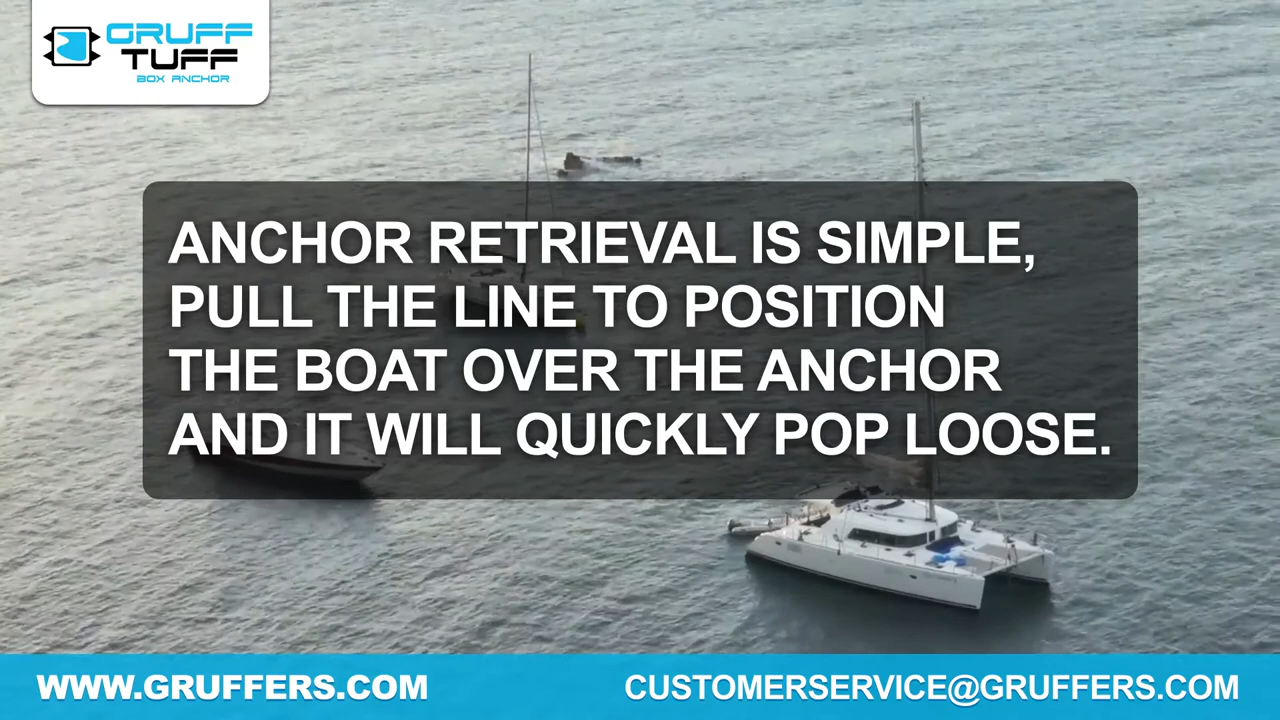 GRUFF
TUFF
BOX ANCHOR
ANCHOR RETRIEVAL IS SIMPLE,
PULL THE LINE TO POSITION
THE BOAT OVER THE ANCHOR
AND IT WILL QUICKLY POP LOOSE.
WWW.GRUFFERS.COM
CUSTOMERSERVICE@GRUFFERS.COM